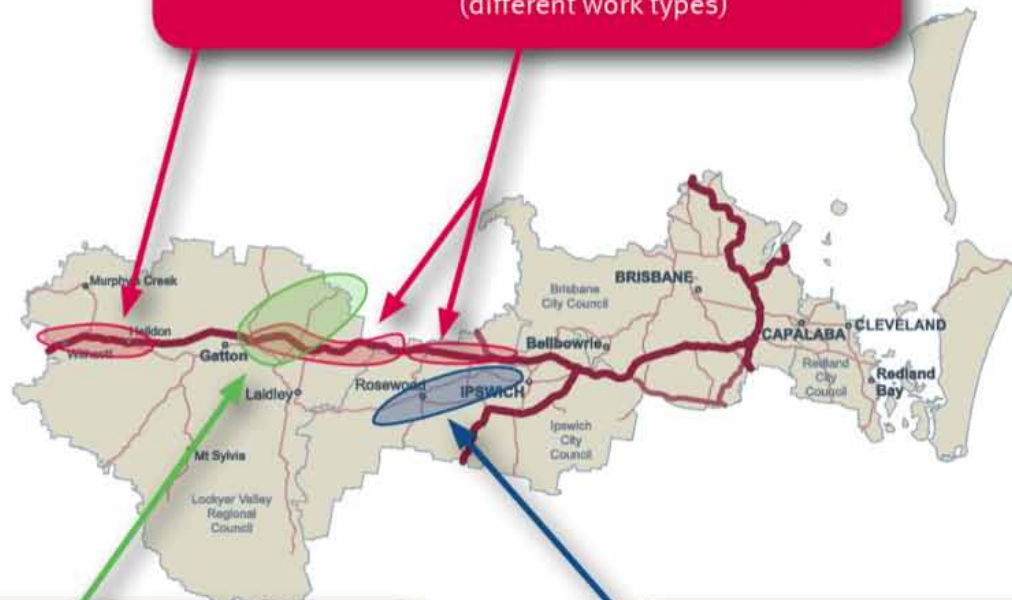 (different work types)
Murphys Creek
Helidon
Withcott
Gatton
Laidley
Mt Sylvia
Lockyer Valley
Regional
Council
Rosewood
IPSWICH
Ipswich
City
Council
Bellbowrie
BRISBANE
Brisbane
City Council
CAPALABA
CLEVELAND
Redland
City
Council
Redland
Bay